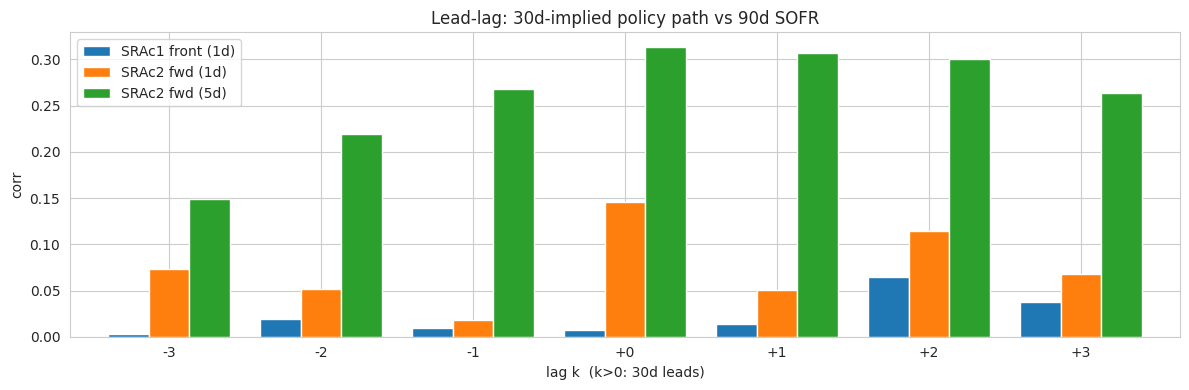 Lead-lag: 30d-implied policy path vs 90d SOFR
SRAc1 front (1d)
SRAc2 fwd (1d)
SRAc2 fwd (5d)
corr
0.30
0.25
0.20
0.15
0.10
0.05
0.00
-3 -2 -1 +0 +1 +2 +3
lag k  (k>0: 30d leads)